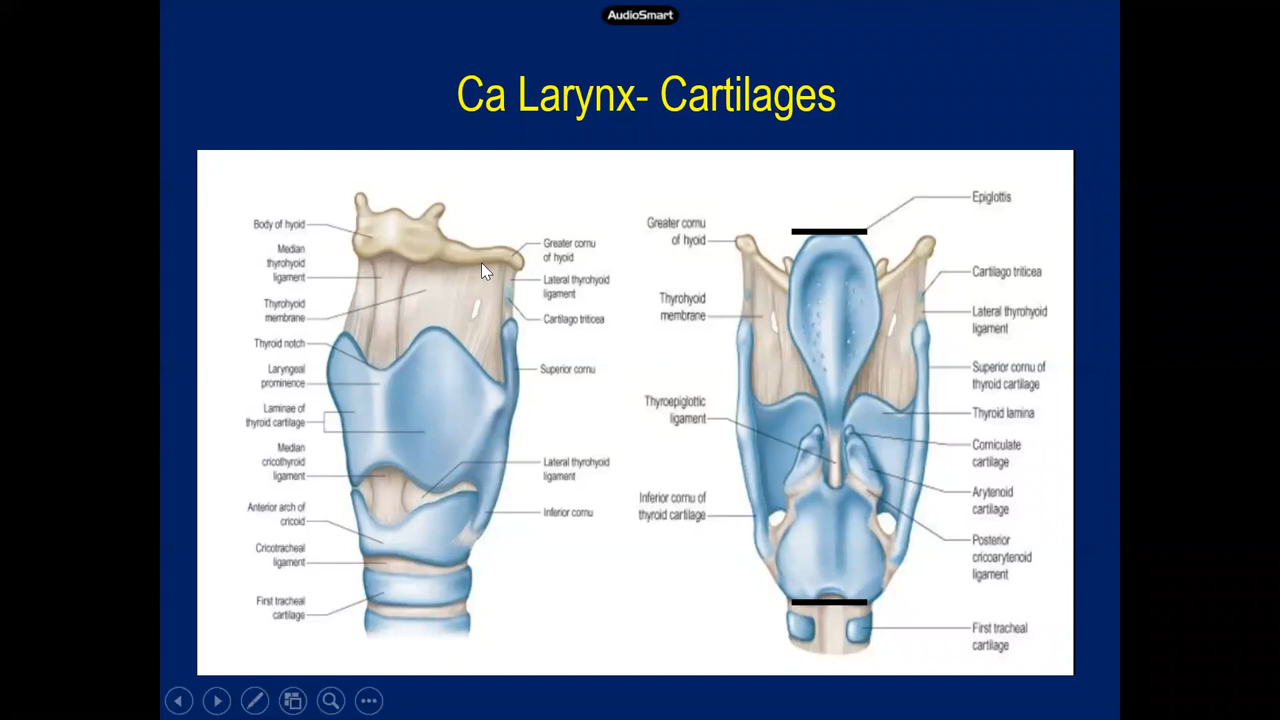 AudioSmart
Ca Larynx- Cartilages
Body of hyoid
Median
thyrohyoid
ligament
Thyrohyoid
membrane
Thyroid notch
Laryngeal
prominence
Laminae of
thyroid cartilage
Median
cricothyroid
ligament
Anterior arch of
cricoid
Cricotracheal
ligament
First tracheal
cartilage
Greater cornu
of hyoid
Lateral thyrohyoid
ligament
Cartilago triticea
Superior cornu
Lateral thyrohyoid
ligament
Inferior cornu
Greater cornu
of hyoid
Thyrohyoid
membrane
Thyroepiglottic
ligament
Inferior cornu of
thyroid cartilage
Epiglottis
Cartilago triticea
Lateral thyrohyoid
ligament
Superior cornu of
thyroid cartilage
Thyroid lamina
Corniculate
cartilage
Arytenoid
cartilage
Posterior
cricoarytenoid
ligament
First tracheal
cartilage